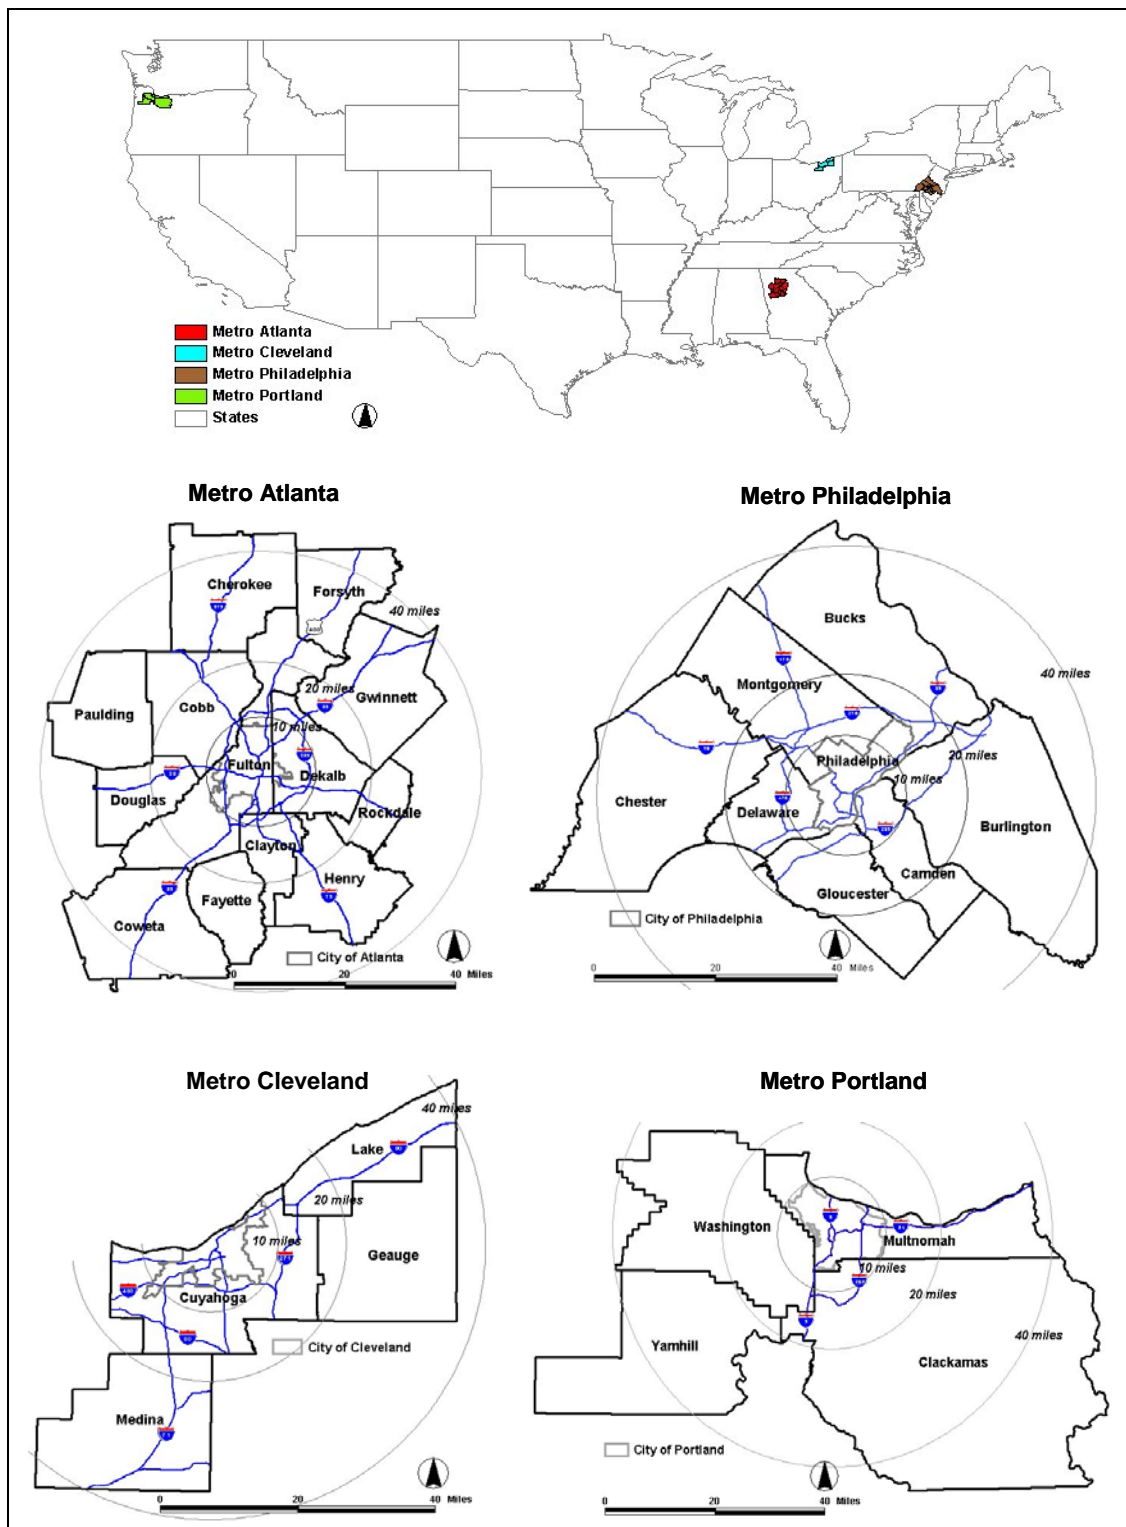 Metro Atlanta
Metro Cleveland
Metro Philadelphia
Metro Portland
States
Metro Atlanta
Cherokee
Forsyth
40 miles
20 miles
Gwinnett
Paulding
Cobb
10 miles
Fulton
Dekalb
Douglas
Rockdale
Clayton
Henry
Fayette
Coweta
City of Atlanta
0 20 40 Miles
Metro Philadelphia
Bucks
40 miles
Montgomery
20 miles
Philadelphia
10 miles
Chester
Delaware
Burlington
Camden
Gloucester
City of Philadelphia
0 20 40 Miles
Metro Cleveland
40 miles
Lake
20 miles
10 miles
Geauge
Cuyahoga
City of Cleveland
Medina
0 20 40 Miles
Metro Portland
Washington
Multnomah
10 miles
20 miles
40 miles
Yamhill
Clackamas
City of Portland
0 20 40 Miles